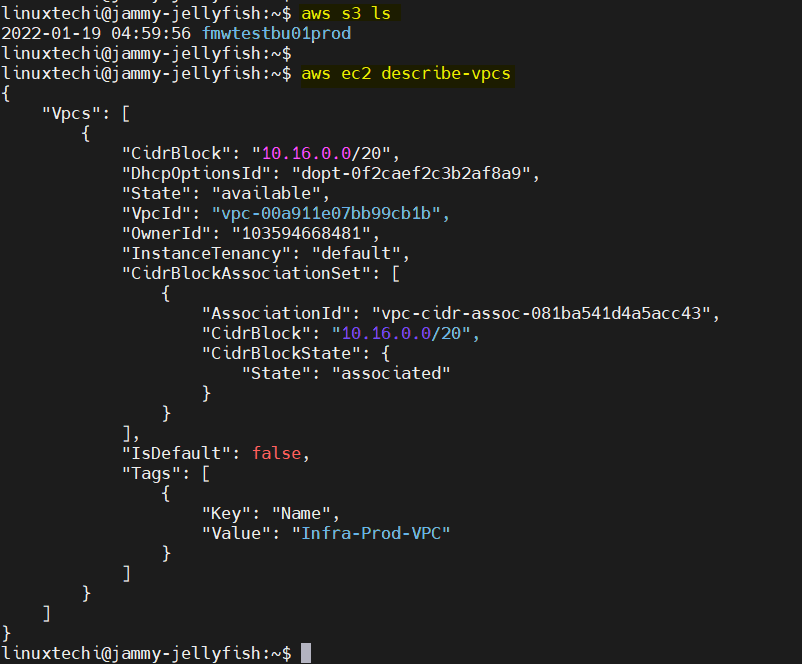 linuxtechi@jammy-jellyfish:~$ aws s3 ls
2022-01-19 04:59:56 fmwtestbu01prod
linuxtechi@jammy-jellyfish:~$
linuxtechi@jammy-jellyfish:~$ aws ec2 describe-vpcs
{
    "Vpcs": [
        {
            "CidrBlock": "10.16.0.0/20",
            "DhcpOptionsId": "dopt-0f2caef2c3b2af8a9",
            "State": "available",
            "VpcId": "vpc-00a911e07bb99cb1b",
            "OwnerId": "103594668481",
            "InstanceTenancy": "default",
            "CidrBlockAssociationSet": [
                {
                    "AssociationId": "vpc-cidr-assoc-081ba541d4a5acc43",
                    "CidrBlock": "10.16.0.0/20",
                    "CidrBlockState": {
                        "State": "associated"
                    }
                }
            ],
            "IsDefault": false,
            "Tags": [
                {
                    "Key": "Name",
                    "Value": "Infra-Prod-VPC"
                }
            ]
        }
    ]
}
linuxtechi@jammy-jellyfish:~$